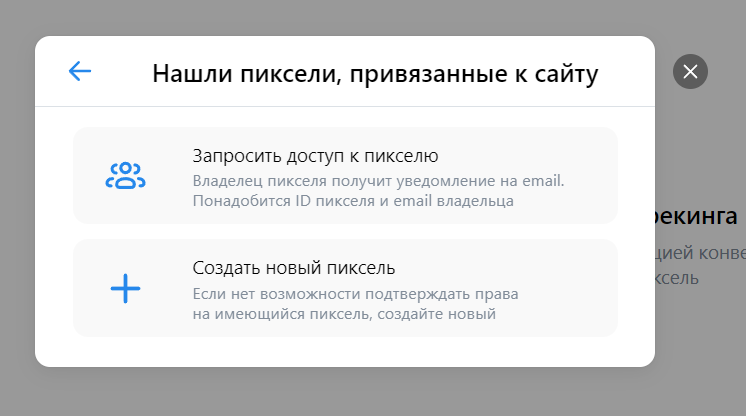 Нашли пиксели, привязанные к сайту
Запросить доступ к пикселю
Владелец пикселя получит уведомление на email.
Понадобится ID пикселя и email владельца
Создать новый пиксель
Если нет возможности подтверждать права
на имеющийся пиксель, создайте новый
рекинга
цией конве
ксель